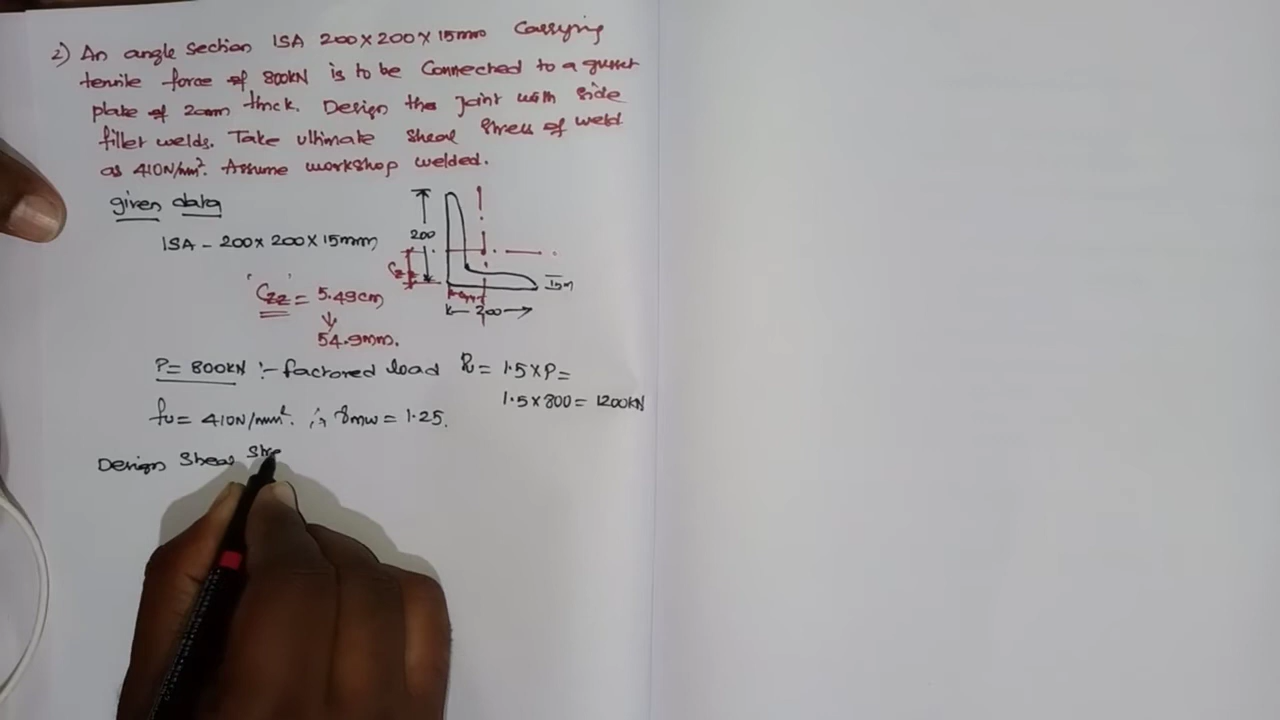 2) An angle section ISA 200×200×15mm Carrying
tensile force of 800KN is to be Connected to a gusset
plate of 20mm thick. Design the Joint with side
fillet welds. Take ultimate shear stress of weld
as 410N/mm². Assume workshop welded.
given data
ISA - 200×200×15mm
200
Czz
15m
200
'Czz' = 5.49cm
54.9mm.
P = 800KN :- factored load Pu = 1.5×P =
1.5×800 = 1200KN
fu = 410N/mm². ∴ γmw = 1.25.
Design Shear Stre